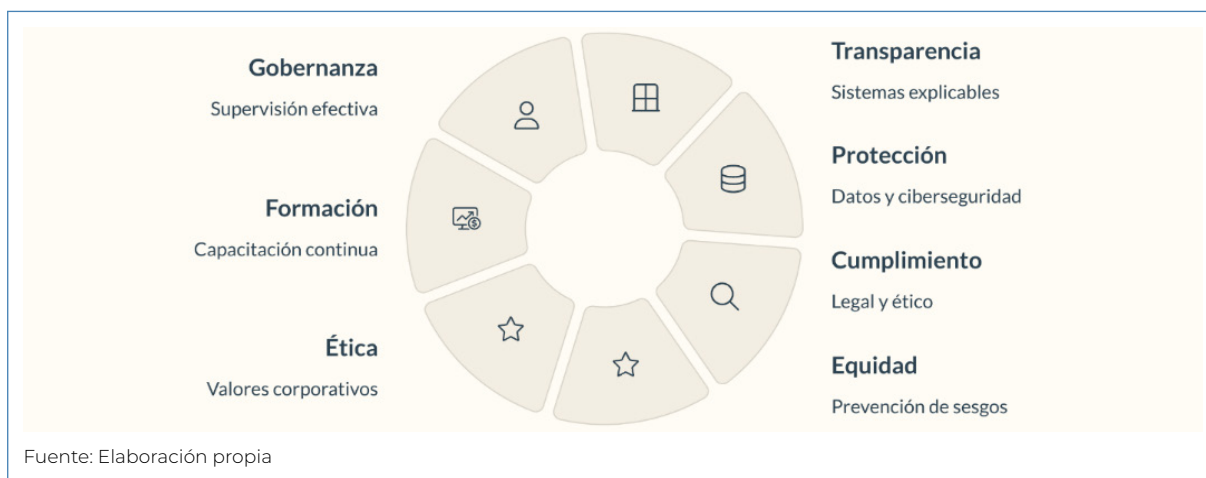 Gobernanza
Supervisión efectiva
Formación
Capacitación continua
Ética
Valores corporativos
Transparencia
Sistemas explicables
Protección
Datos y ciberseguridad
Cumplimiento
Legal y ético
Equidad
Prevención de sesgos
Fuente: Elaboración propia